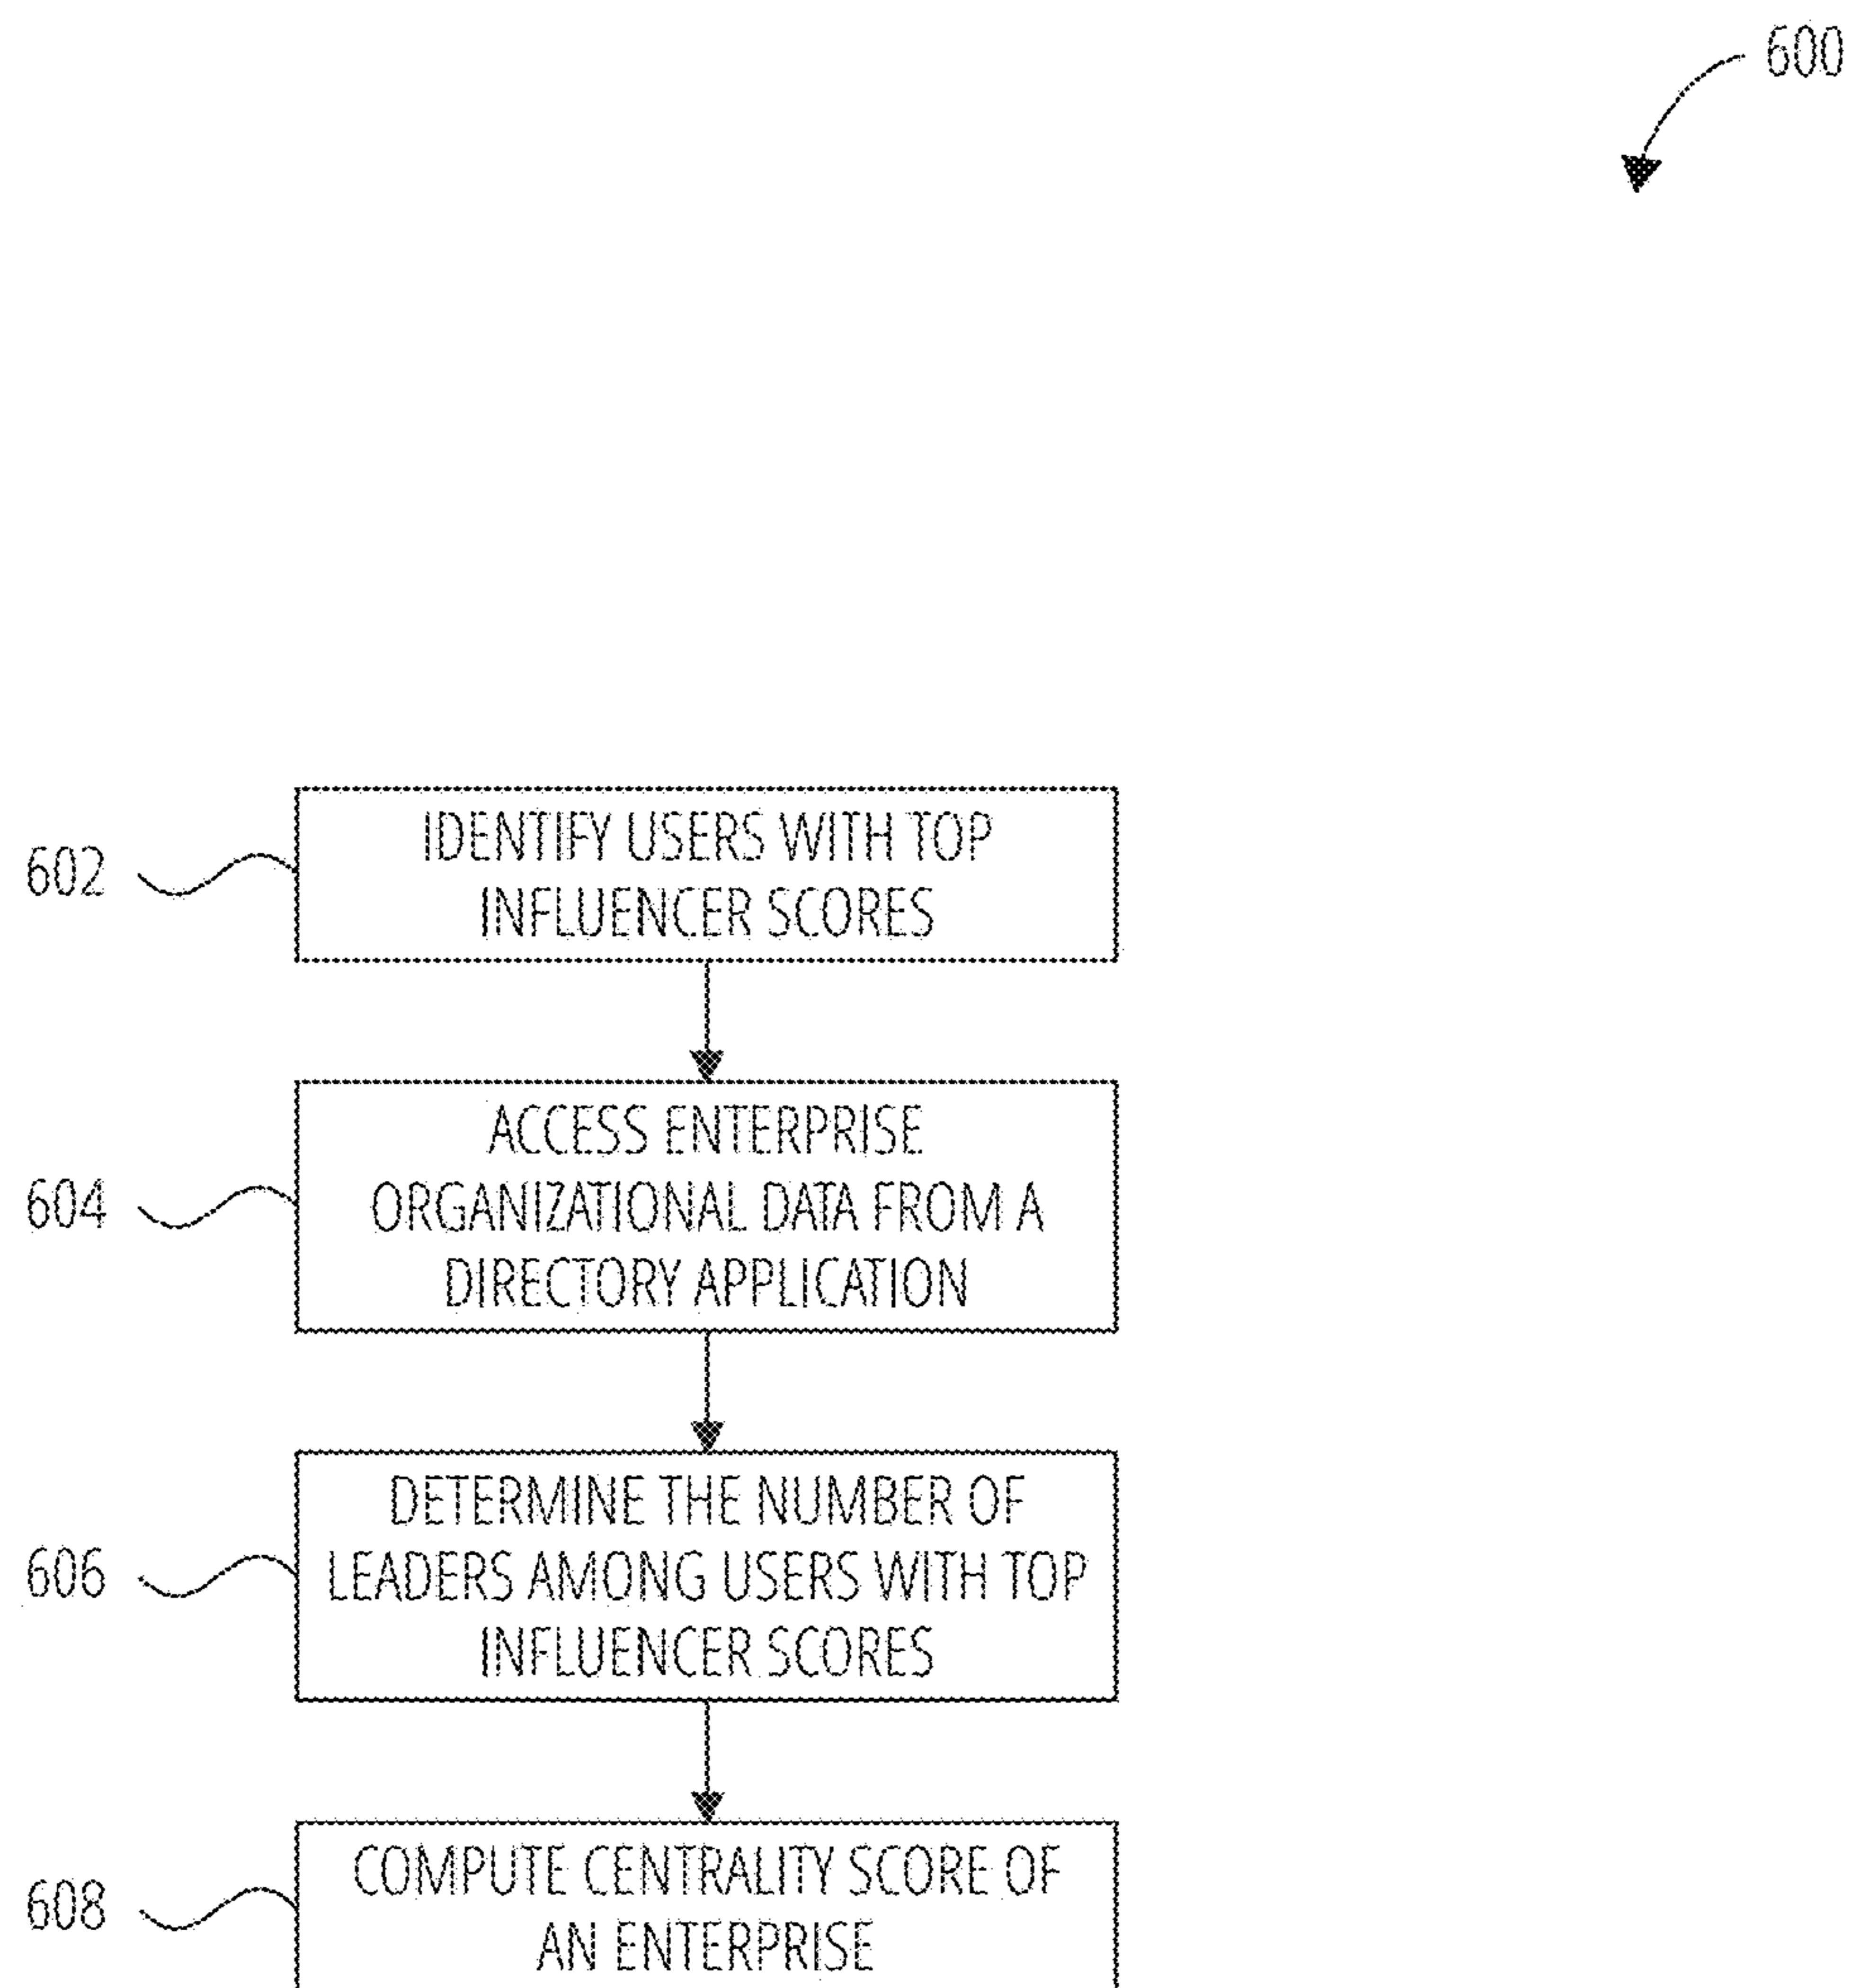 600
602
IDENTIFY USERS WITH TOP
INFLUENCER SCORES
604
ACCESS ENTERPRISE
ORGANIZATIONAL DATA FROM A
DIRECTORY APPLICATION
606
DETERMINE THE NUMBER OF
LEADERS AMONG USERS WITH TOP
INFLUENCER SCORES
608
COMPUTE CENTRALITY SCORE OF
AN ENTERPRISE